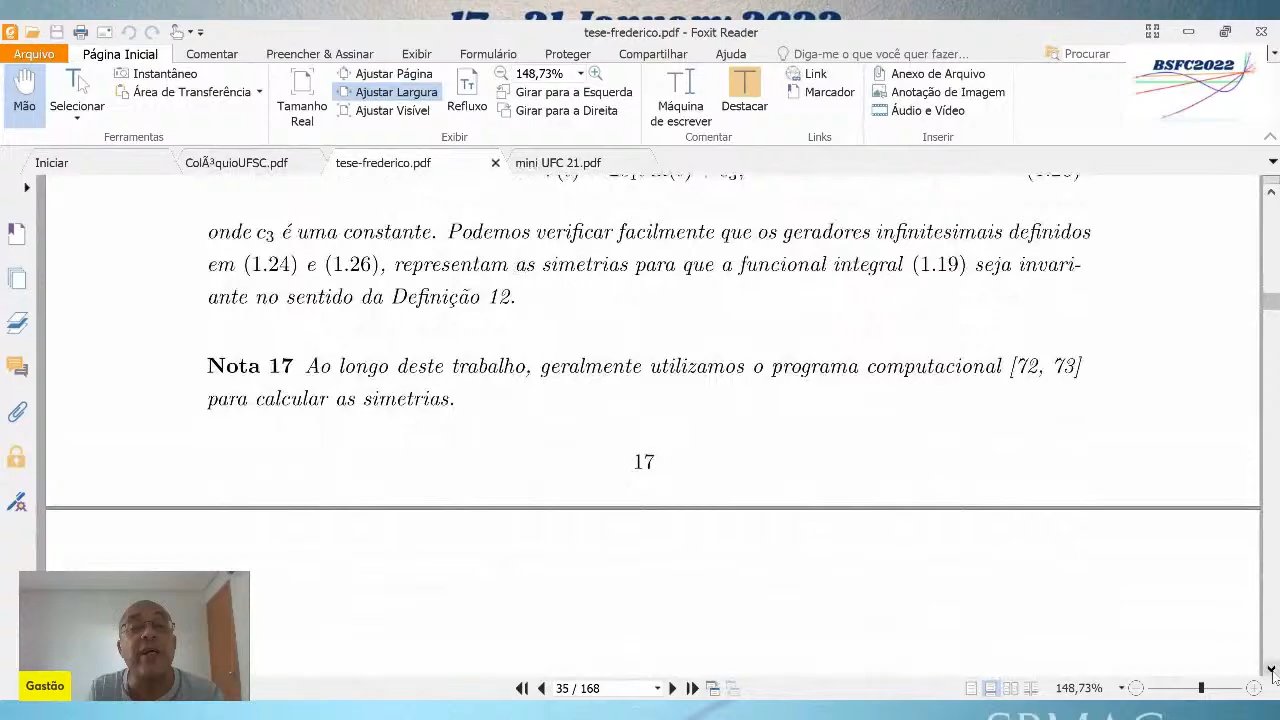 17 - 21 January 2022
tese-frederico.pdf - Foxit Reader
Arquivo Página Inicial Comentar Preencher & Assinar Exibir Formulário Proteger Compartilhar Ajuda Diga-me o que você quer fazer... Procurar
BSFC2022
Mão
Selecionar
Instantâneo
Área de Transferência
Ferramentas
Tamanho
Real
Ajustar Página
Ajustar Largura
Ajustar Visível
Refluxo
148,73%
Girar para a Esquerda
Girar para a Direita
Exibir
Máquina
de escrever
Destacar
Comentar
Link
Marcador
Links
Anexo de Arquivo
Anotação de Imagem
Áudio e Vídeo
Inserir
Iniciar ColÃ³quioUFSC.pdf tese-frederico.pdf mini UFC 21.pdf
onde c3 é uma constante. Podemos verificar facilmente que os geradores infinitesimais definidos
em (1.24) e (1.26), representam as simetrias para que a funcional integral (1.19) seja invari-
ante no sentido da Definição 12.
Nota 17 Ao longo deste trabalho, geralmente utilizamos o programa computacional [72, 73]
para calcular as simetrias.
17
Gastão
35 / 168
148,73%